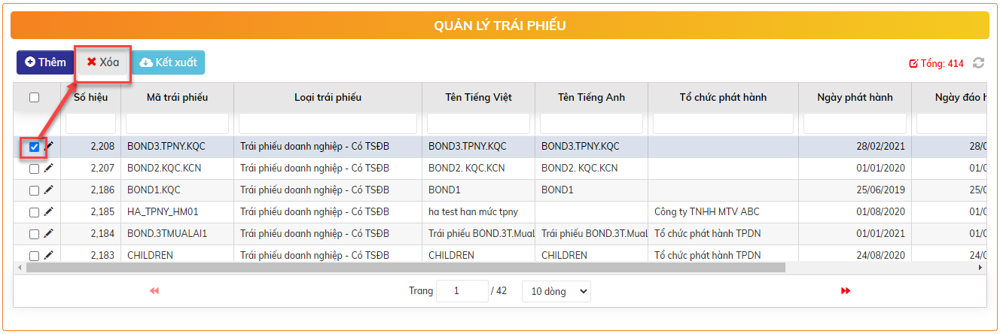 QUẢN LÝ TRÁI PHIẾU
Thêm Xóa Kết xuất Tổng: 414
Số hiệu Mã trái phiếu Loại trái phiếu Tên Tiếng Việt Tên Tiếng Anh Tổ chức phát hành Ngày phát hành Ngày đáo h
2,208 BOND3.TPNY.KQC Trái phiếu doanh nghiệp - Có TSĐB BOND3.TPNY.KQC BOND3.TPNY.KQC 28/02/2021 28/0
2,207 BOND2.KQC.KCN Trái phiếu doanh nghiệp - Có TSĐB BOND2. KQC.KCN BOND2. KQC.KCN 01/01/2020 01/0
2,186 BOND1.KQC Trái phiếu doanh nghiệp - Có TSĐB BOND1 BOND1 25/06/2019 25/0
2,185 HA_TPNY_HM01 Trái phiếu doanh nghiệp - Có TSĐB ha test han mức tpny Công ty TNHH MTV ABC 01/08/2020 01/0
2,184 BOND.3TMUALAI1 Trái phiếu doanh nghiệp - Có TSĐB Trái phiếu BOND.3T.MuaL Trái phiếu BOND.3T.MuaL Tổ chức phát hành TPDN 01/01/2021 01/0
2,183 CHILDREN Trái phiếu doanh nghiệp - Có TSĐB CHILDREN CHILDREN Tổ chức phát hành TPDN 24/08/2020 24/0
Trang 1 / 42 10 dòng